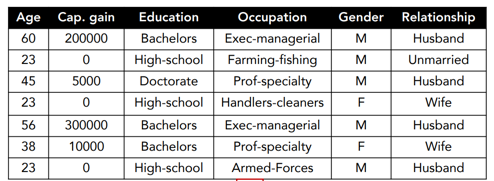 Age Cap. gain Education Occupation Gender Relationship
60 200000 Bachelors Exec-managerial M Husband
23 0 High-school Farming-fishing M Unmarried
45 5000 Doctorate Prof-specialty M Husband
23 0 High-school Handlers-cleaners F Wife
56 300000 Bachelors Exec-managerial M Husband
38 10000 Bachelors Prof-specialty F Wife
23 0 High-school Armed-Forces M Husband